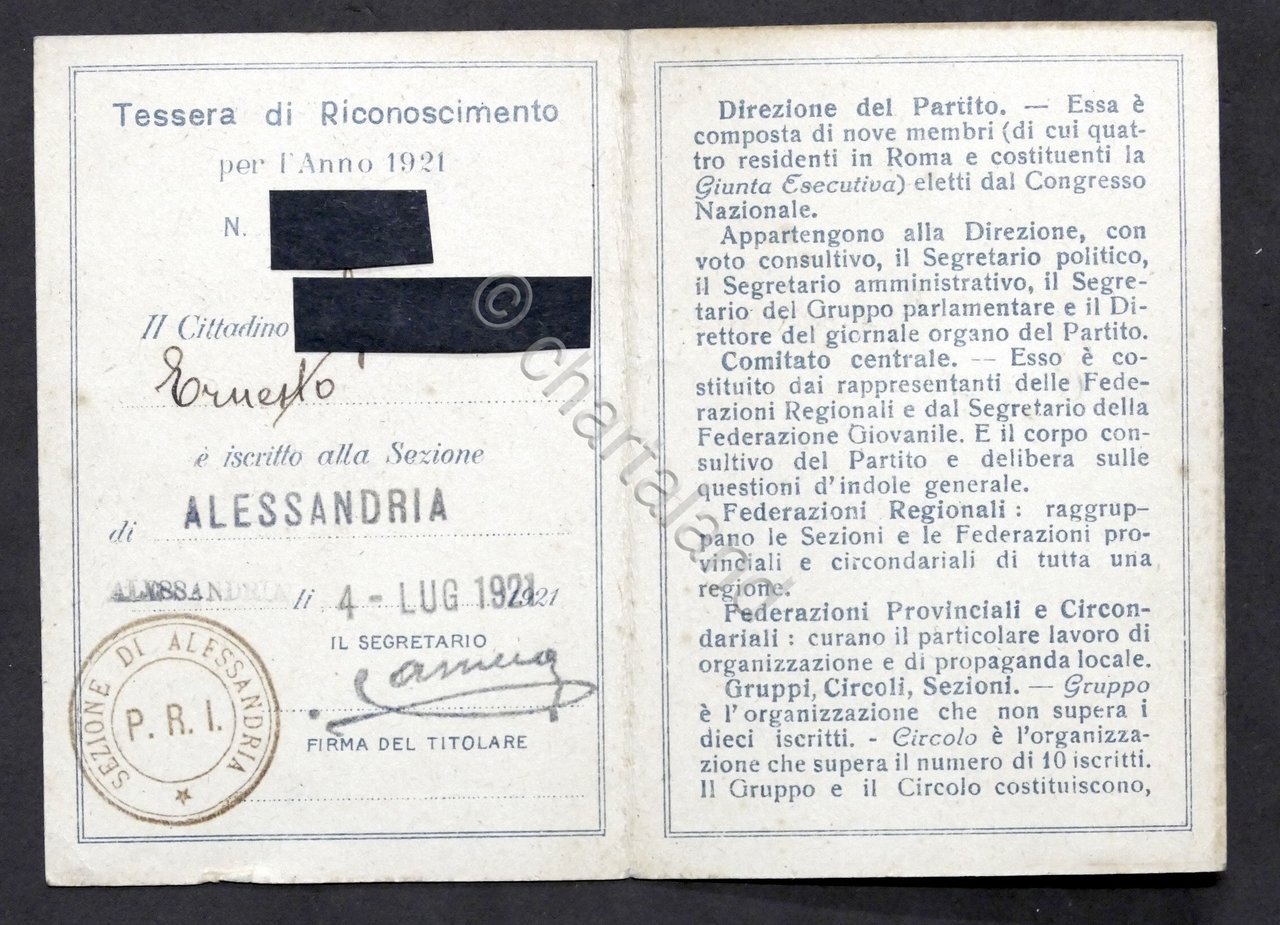 Tessera di Riconoscimento
per l'Anno 1921
N.
Il Cittadino
Ernesto
è iscritto alla Sezione
di ALESSANDRIA
ALESSANDRIA li 4 - LUG 1921 1921
IL SEGRETARIO
FIRMA DEL TITOLARE
SEZIONE DI ALESSANDRIA
P. R. I.
Direzione del Partito. — Essa è
composta di nove membri (di cui quat-
tro residenti in Roma e costituenti la
Giunta Esecutiva) eletti dal Congresso
Nazionale.
Appartengono alla Direzione, con
voto consultivo, il Segretario politico,
il Segretario amministrativo, il Segre-
tario del Gruppo parlamentare e il Di-
rettore del giornale organo del Partito.
Comitato centrale. — Esso è co-
stituito dai rappresentanti delle Fede-
razioni Regionali e dal Segretario della
Federazione Giovanile. E il corpo con-
sultivo del Partito e delibera sulle
questioni d'indole generale.
Federazioni Regionali : raggrup-
pano le Sezioni e le Federazioni pro-
vinciali e circondariali di tutta una
regione.
Federazioni Provinciali e Circon-
dariali : curano il particolare lavoro di
organizzazione e di propaganda locale.
Gruppi, Circoli, Sezioni. — Gruppo
è l'organizzazione che non supera i
dieci iscritti. - Circolo è l'organizza-
zione che supera il numero di 10 iscritti.
Il Gruppo e il Circolo costituiscono,
© chartaland